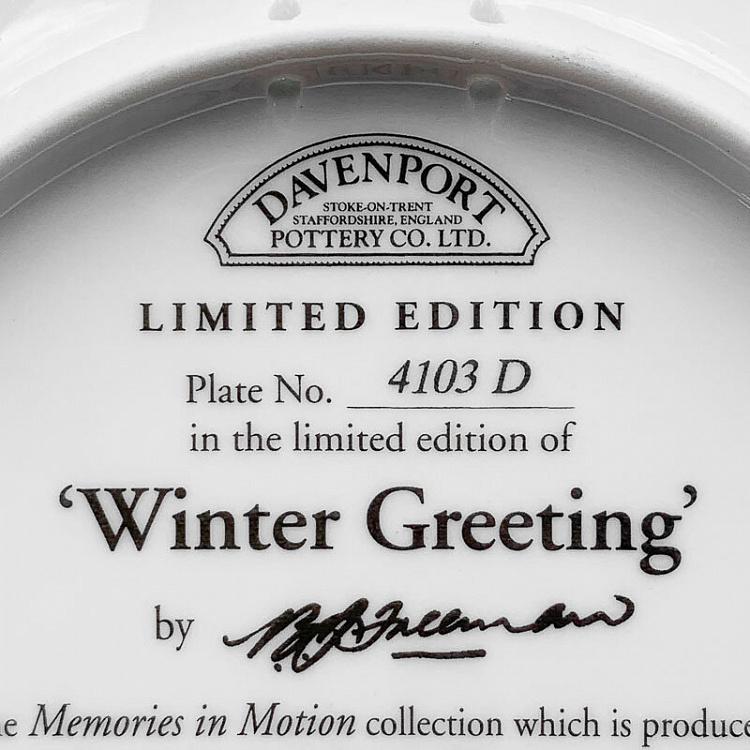 DAVENPORT
STOKE-ON-TRENT
STAFFORDSHIRE, ENGLAND
POTTERY CO. LTD.
LIMITED EDITION
Plate No. 4103 D
in the limited edition of
‘Winter Greeting’
by Freeman
Memories in Motion collection which is